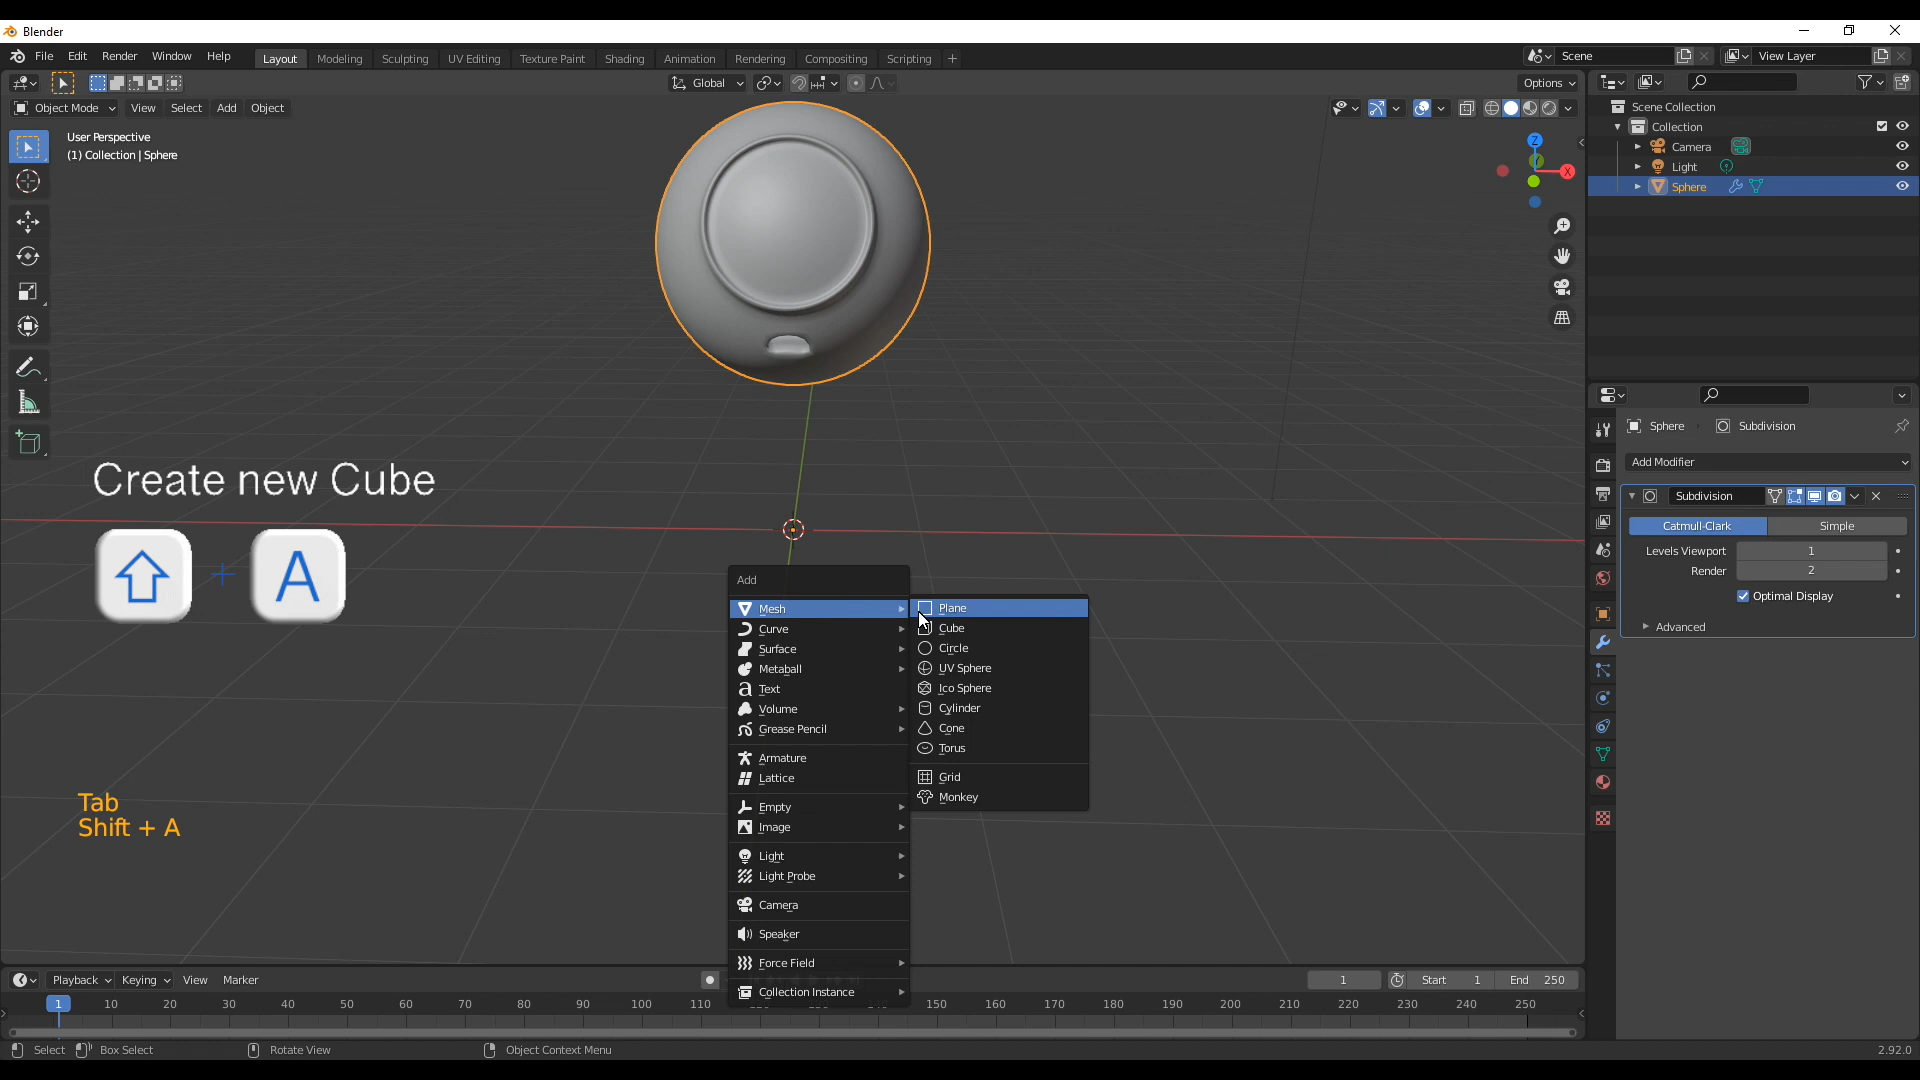 Blender
File Edit Render Window Help Layout Modeling Sculpting UV Editing Texture Paint Shading Animation Rendering Compositing Scripting + Scene View Layer
Global Options
Object Mode View Select Add Object
User Perspective
(1) Collection | Sphere
Z
Y
X
Scene Collection
Collection
Camera
Light
Sphere
Sphere Subdivision
Add Modifier
Subdivision
Catmull-Clark Simple
Levels Viewport 1
Render 2
Optimal Display
Advanced
Create new Cube
+ A
Tab
Shift + A
Add
Mesh
Curve
Surface
Metaball
Text
Volume
Grease Pencil
Armature
Lattice
Empty
Image
Light
Light Probe
Camera
Speaker
Force Field
Collection Instance
Plane
Cube
Circle
UV Sphere
Ico Sphere
Cylinder
Cone
Torus
Grid
Monkey
Playback Keying View Marker 1 Start 1 End 250
1 10 20 30 40 50 60 70 80 90 100 110 150 160 170 180 190 200 210 220 230 240 250
Select Box Select Rotate View Object Context Menu 2.92.0